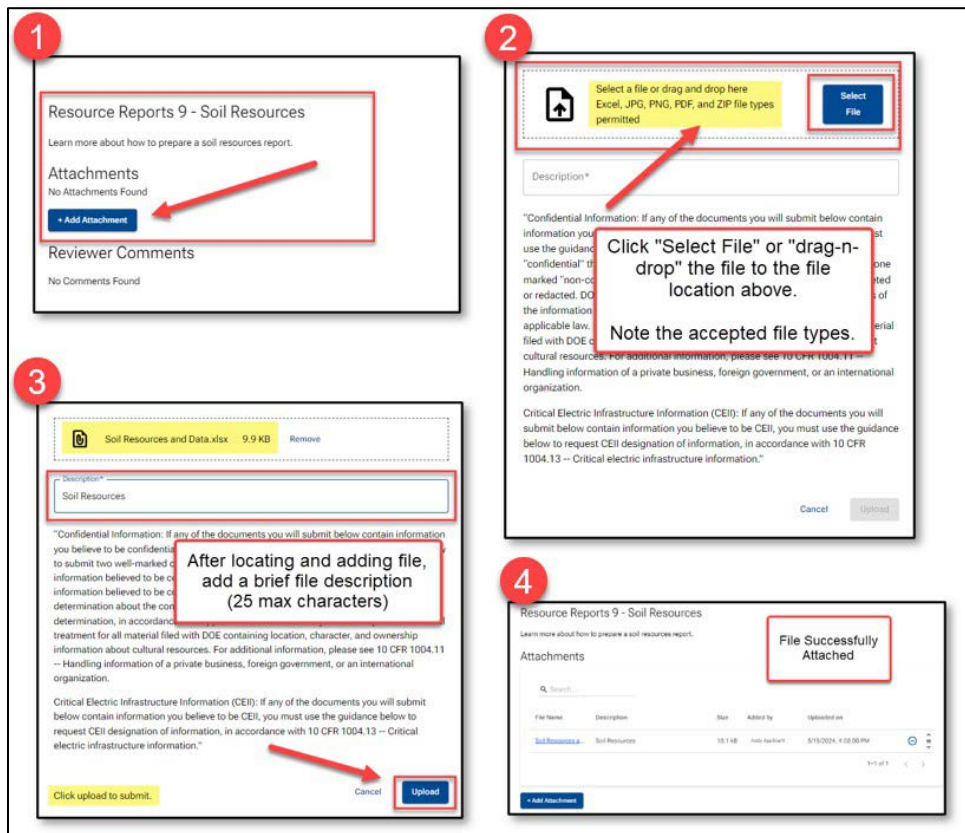 1
Resource Reports 9 - Soil Resources
Learn more about how to prepare a soil resources report.
Attachments
No Attachments Found
+ Add Attachment
Reviewer Comments
No Comments Found
2
Select a file or drag and drop here
Excel, JPG, PNG, PDF, and ZIP file types
permitted
Select
File
Description*
"Confidential Information: If any of the documents you will submit below contain
information you
use the guidanc
"confidential" th
one
marked "non-co
or redacted. DO
s of
the information
applicable law.
erial
filed with DOE c
cultural resources. For additional information, please see 10 CFR 1004.11 --
Handling information of a private business, foreign government, or an international
organization.
Click "Select File" or "drag-n-
drop" the file to the file
location above.
Note the accepted file types.
Critical Electric Infrastructure Information (CEII): If any of the documents you will
submit below contain information you believe to be CEII, you must use the guidance
below to request CEII designation of information, in accordance with 10 CFR
1004.13 -- Critical electric infrastructure information."
Cancel
Upload
3
Soil Resources and Data.xlsx 9.9 KB Remove
Description*
Soil Resources
"Confidential Information: If any of the documents you will submit below contain information
you believe to be confidentia
to submit two well-marked c
information believed to be co
information believed to be co
determination about the con
determination, in accordanc
treatment for all material filed with DOE containing location, character, and ownership
information about cultural resources. For additional information, please see 10 CFR 1004.11
-- Handling information of a private business, foreign government, or an international
organization.
After locating and adding file,
add a brief file description
(25 max characters)
Critical Electric Infrastructure Information (CEII): If any of the documents you will submit
below contain information you believe to be CEII, you must use the guidance below to
request CEII designation of information, in accordance with 10 CFR 1004.13 -- Critical
electric infrastructure information."
Click upload to submit.
Cancel
Upload
4
Resource Reports 9 - Soil Resources
Learn more about how to prepare a soil resources report.
Attachments
File Successfully
Attached
Search...
File Name Description Size Added by Uploaded on
Soil Resources a... Soil Resources 10.1 kB 5/15/2024,
1-1 of 1
+ Add Attachment